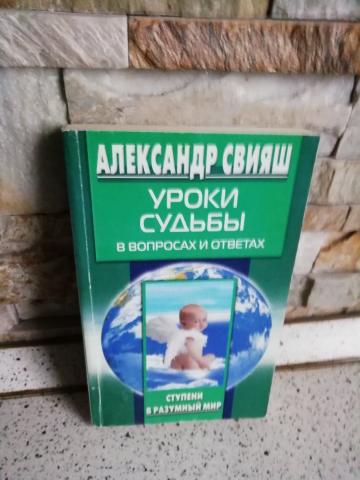 АЛЕКСАНДР СВИЯШ
УРОКИ
СУДЬБЫ
В ВОПРОСАХ И ОТВЕТАХ
СТУПЕНИ
В РАЗУМНЫЙ МИР